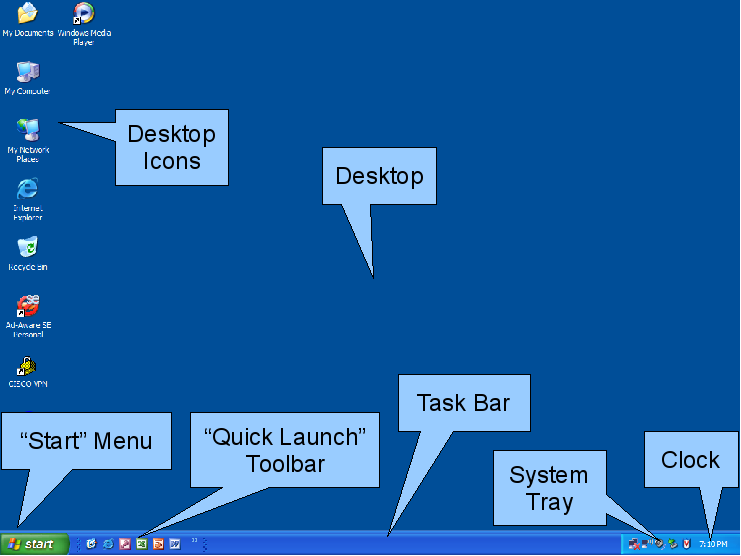 My Documents
Windows Media
Player
My Computer
Desktop
Icons
My Network
Places
Desktop
Internet
Explorer
Recycle Bin
Ad-Aware SE
Personal
CISCO VPN
Task Bar
“Start” Menu
“Quick Launch”
Toolbar
System
Tray
Clock
start
7:10 PM